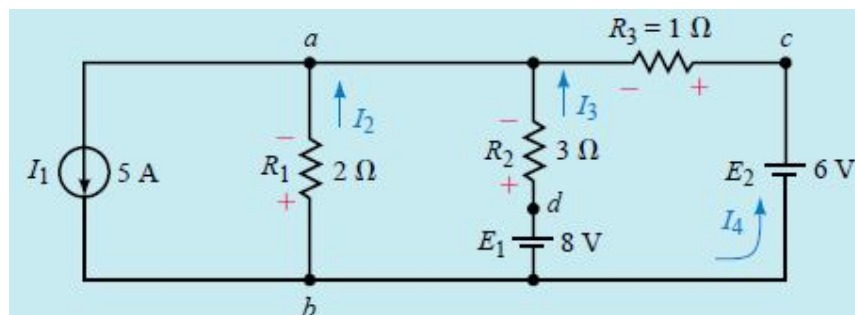 R3 = 1 Ω
a
c
− +
I2
I3
− −
I1 5 A
R1 2 Ω
R2 3 Ω
E2 6 V
+ +
d
I4
E1 8 V
b